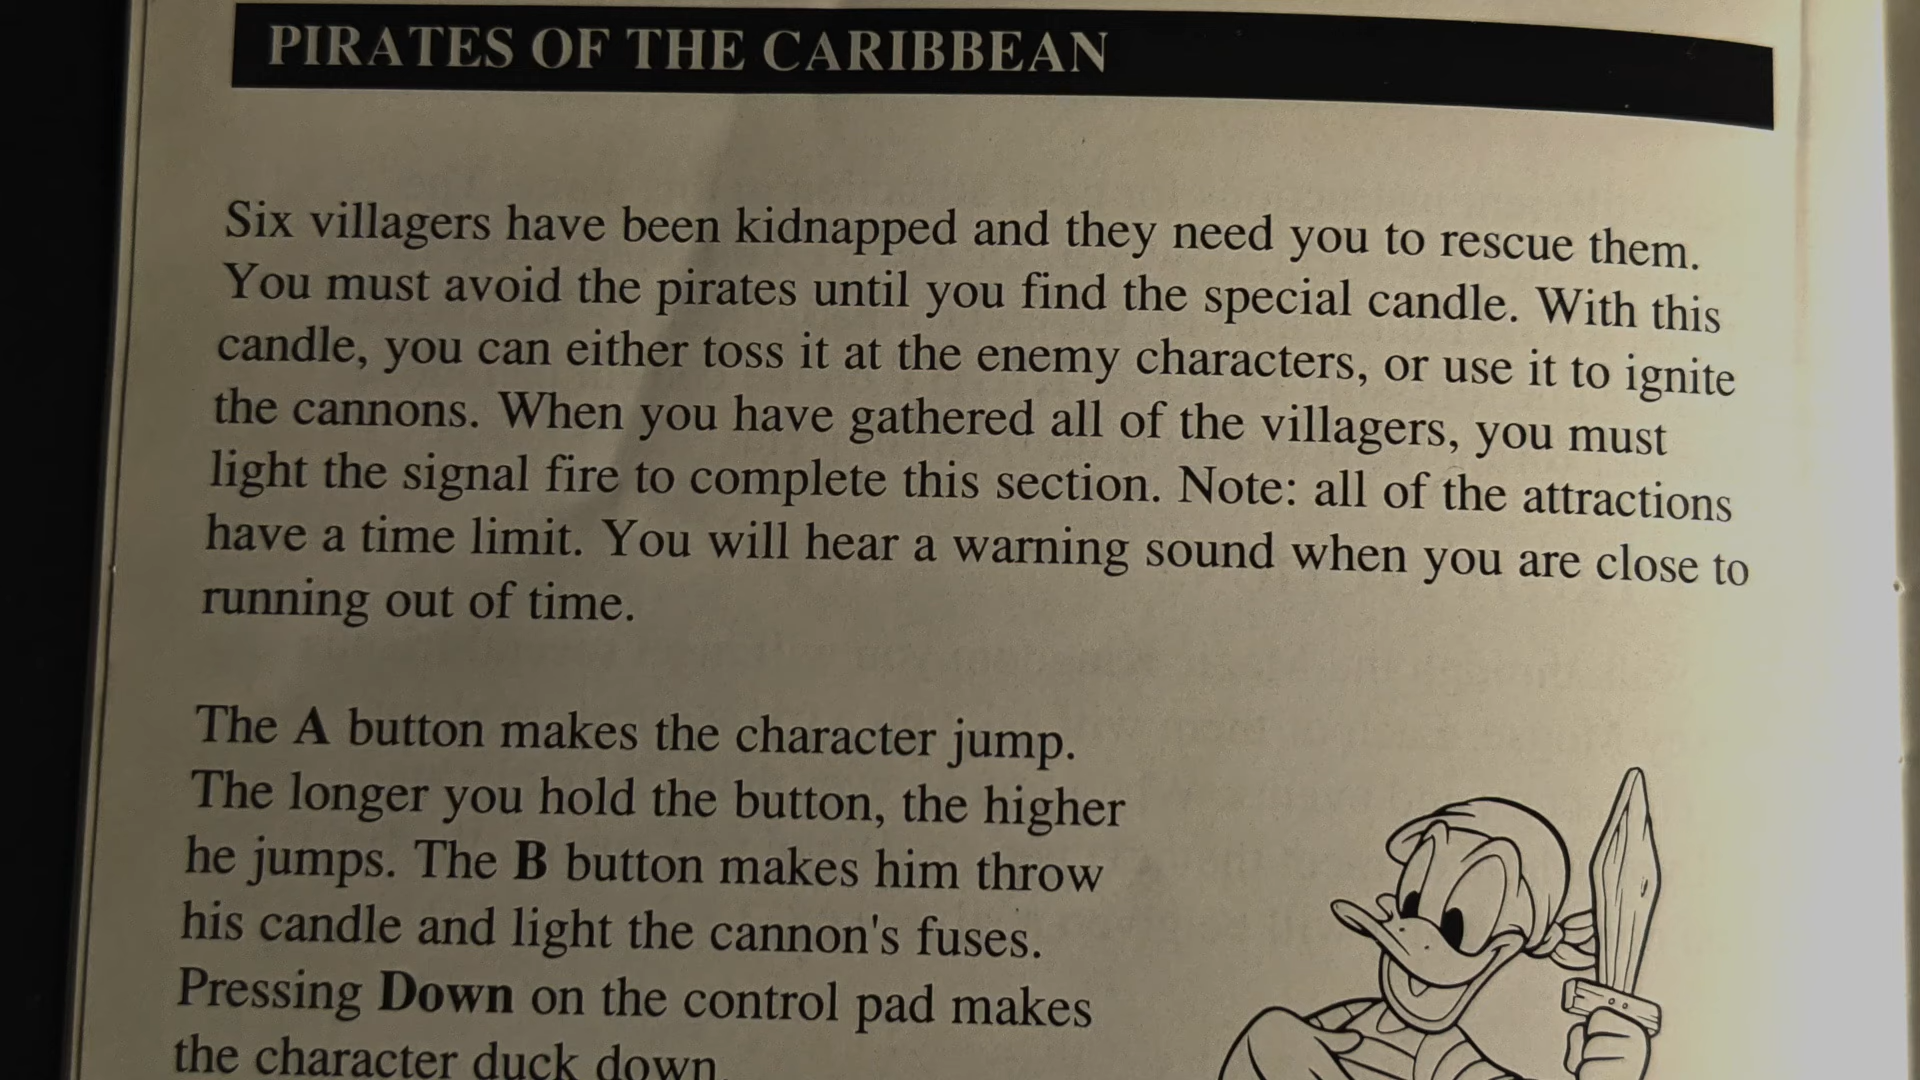 PIRATES OF THE CARIBBEAN
Six villagers have been kidnapped and they need you to rescue them.
You must avoid the pirates until you find the special candle. With this
candle, you can either toss it at the enemy characters, or use it to ignite
the cannons. When you have gathered all of the villagers, you must
light the signal fire to complete this section. Note: all of the attractions
have a time limit. You will hear a warning sound when you are close to
running out of time.
The A button makes the character jump.
The longer you hold the button, the higher
he jumps. The B button makes him throw
his candle and light the cannon's fuses.
Pressing Down on the control pad makes
the character duck down.